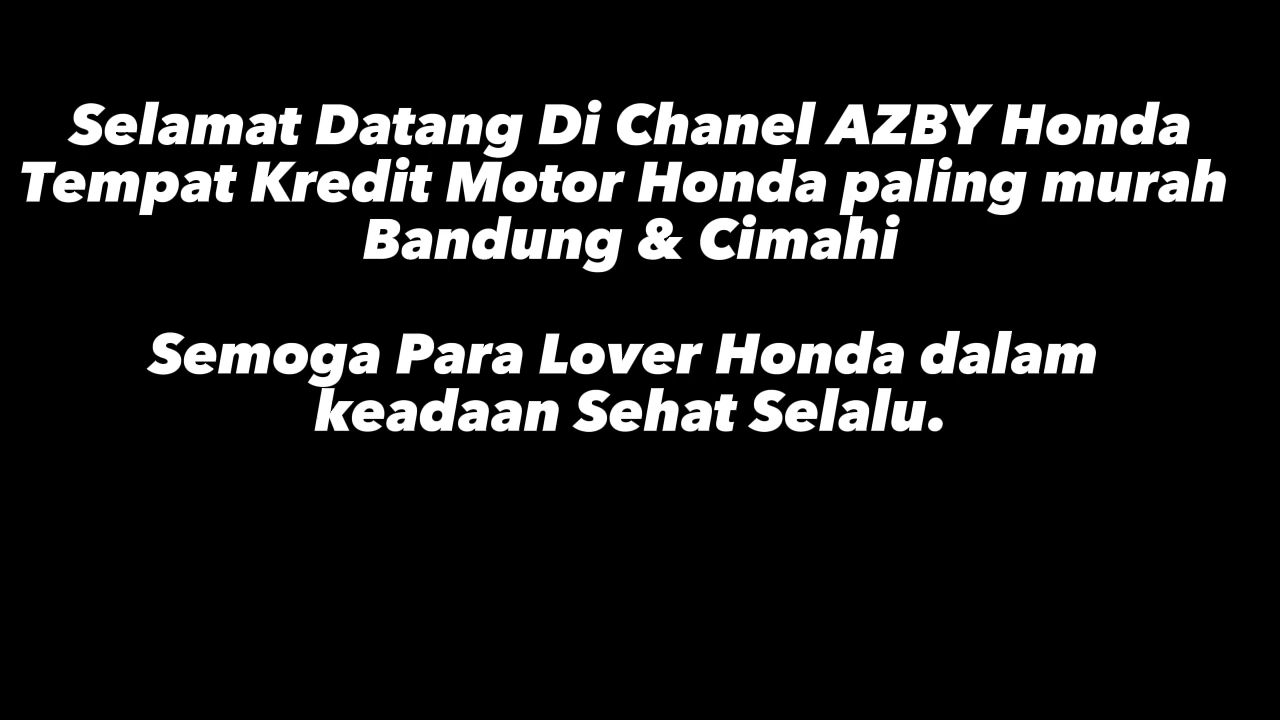 Selamat Datang Di Chanel AZBY Honda
Tempat Kredit Motor Honda paling murah
Bandung & Cimahi
Semoga Para Lover Honda dalam
keadaan Sehat Selalu.